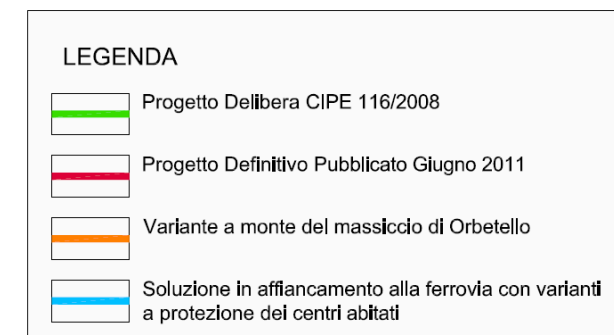 LEGENDA
Progetto Delibera CIPE 116/2008
Progetto Definitivo Pubblicato Giugno 2011
Variante a monte del massiccio di Orbetello
Soluzione in affiancamento alla ferrovia con varianti
a protezione dei centri abitati